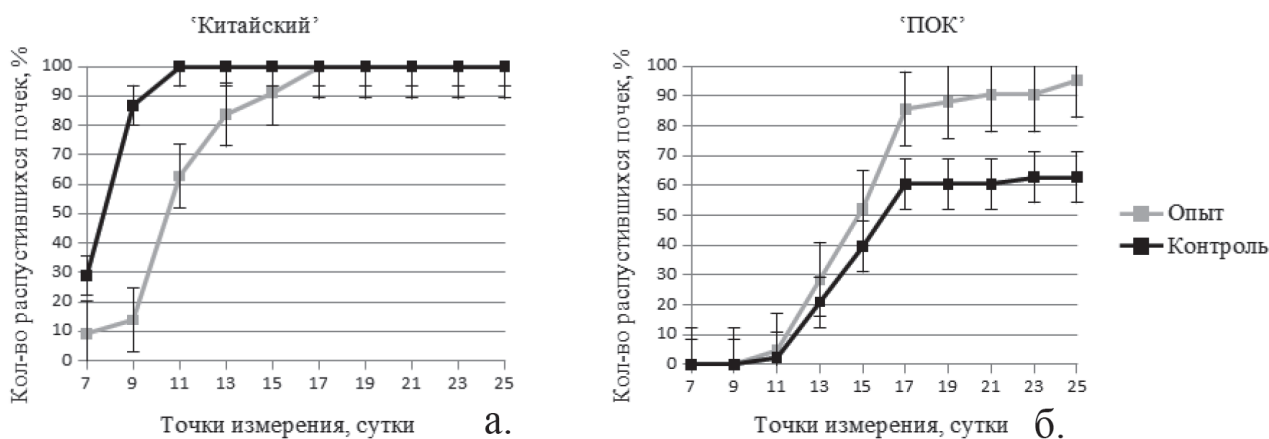 ‘Китайский’
Кол-во распустившихся почек, %
100
90
80
70
60
50
40
30
20
10
0
7 9 11 13 15 17 19 21 23 25
Точки измерения, сутки
а.
‘ПОК’
Кол-во распустившихся почек, %
100
90
80
70
60
50
40
30
20
10
0
7 9 11 13 15 17 19 21 23 25
Точки измерения, сутки
б.
Опыт
Контроль